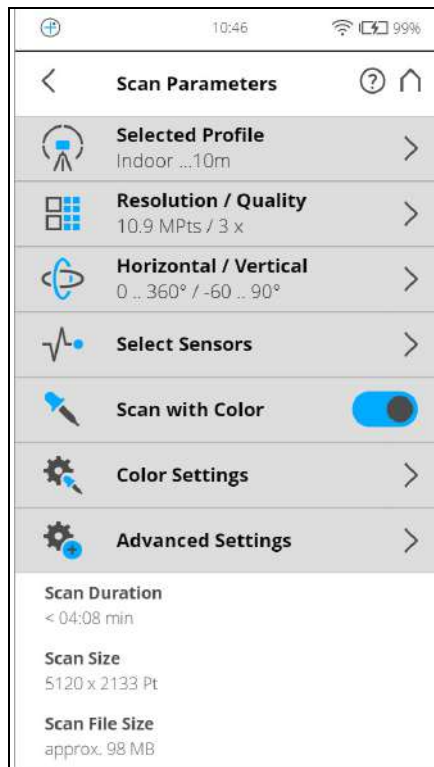 10:46 99%
Scan Parameters
Selected Profile
Indoor ...10m
Resolution / Quality
10.9 MPts / 3 x
Horizontal / Vertical
0 .. 360° / -60 .. 90°
Select Sensors
Scan with Color
Color Settings
Advanced Settings
Scan Duration
< 04:08 min
Scan Size
5120 x 2133 Pt
Scan File Size
approx. 98 MB